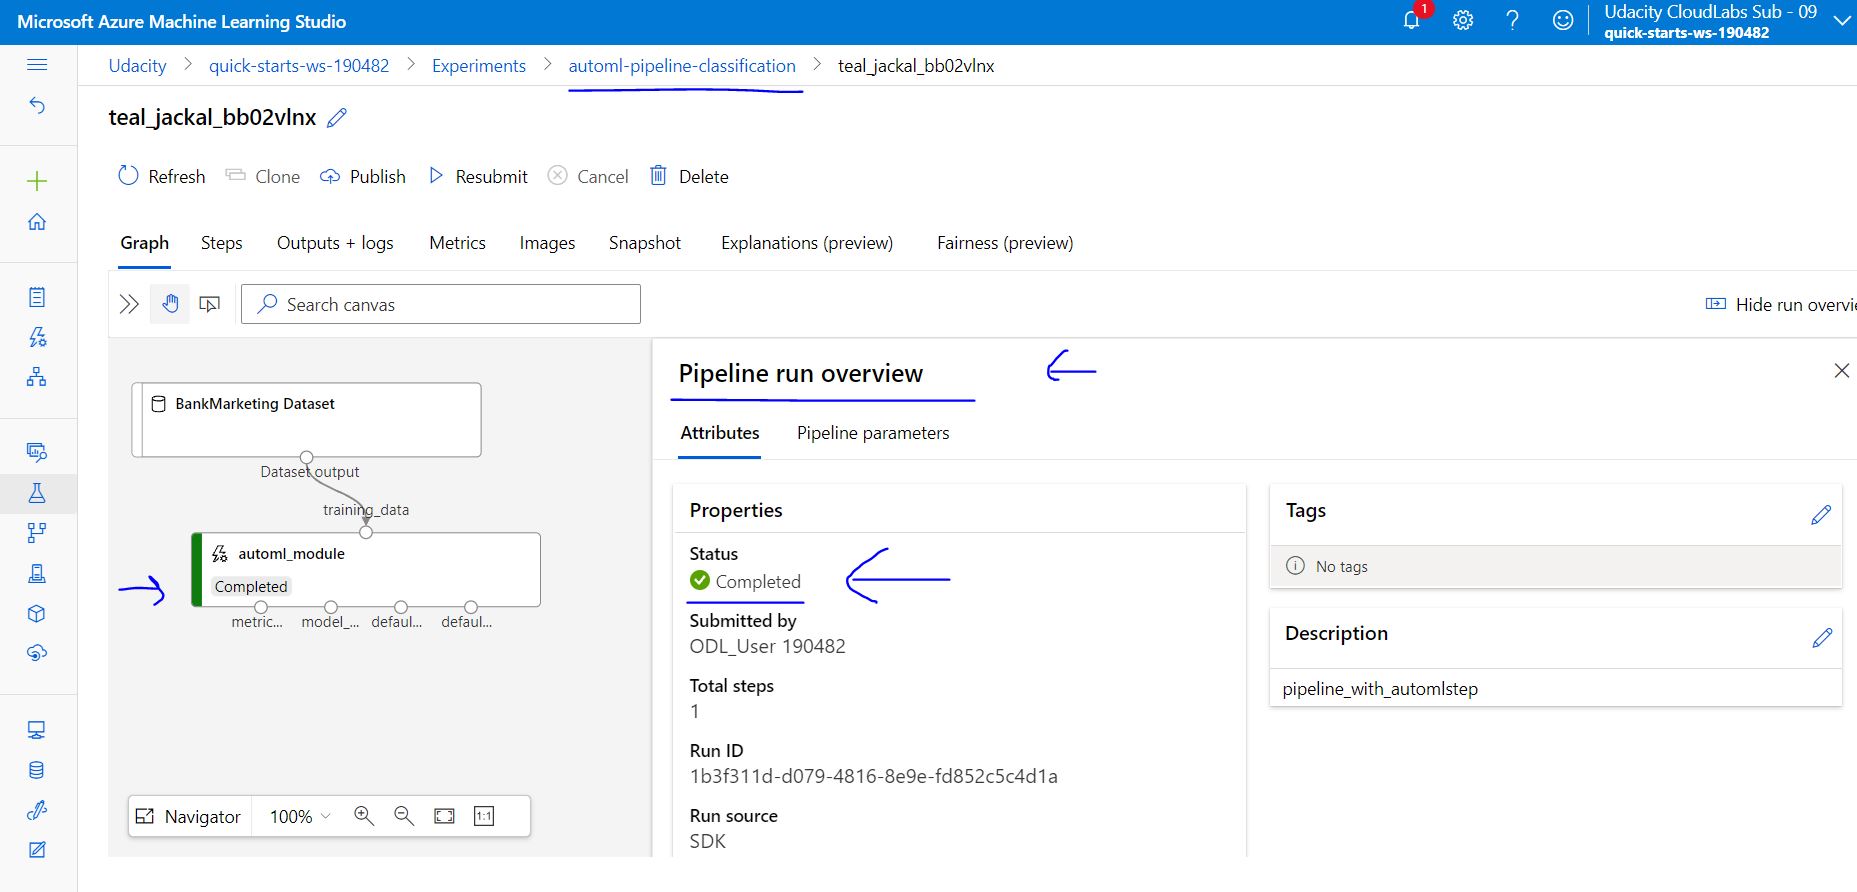 Microsoft Azure Machine Learning Studio
1
Udacity CloudLabs Sub - 09
quick-starts-ws-190482
Udacity > quick-starts-ws-190482 > Experiments > automl-pipeline-classification > teal_jackal_bb02vlnx
teal_jackal_bb02vlnx
Refresh Clone Publish Resubmit Cancel Delete
Graph Steps Outputs + logs Metrics Images Snapshot Explanations (preview) Fairness (preview)
Search canvas
Hide run overvie
BankMarketing Dataset
Dataset output
training_data
automl_module
Completed
metric... model_... defaul... defaul...
Navigator 100% 1:1
Pipeline run overview
Attributes Pipeline parameters
Properties
Status
Completed
Submitted by
ODL_User 190482
Total steps
1
Run ID
1b3f311d-d079-4816-8e9e-fd852c5c4d1a
Run source
SDK
Tags
No tags
Description
pipeline_with_automlstep